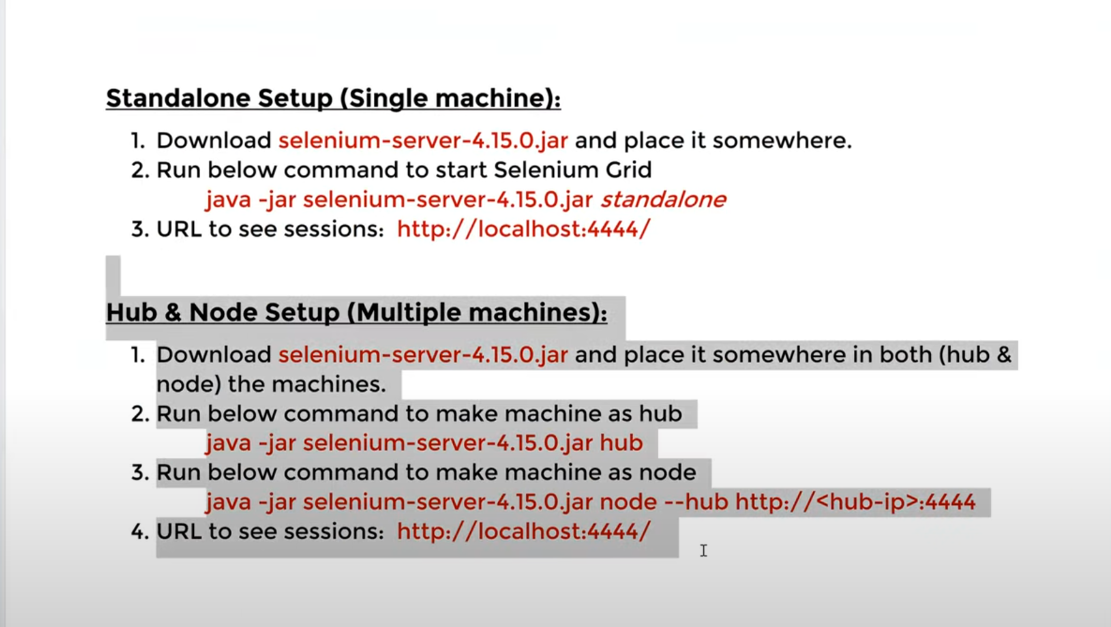 Standalone Setup (Single machine):
1. Download selenium-server-4.15.0.jar and place it somewhere.
2. Run below command to start Selenium Grid
java -jar selenium-server-4.15.0.jar standalone
3. URL to see sessions: http://localhost:4444/
Hub & Node Setup (Multiple machines):
1. Download selenium-server-4.15.0.jar and place it somewhere in both (hub &
node) the machines.
2. Run below command to make machine as hub
java -jar selenium-server-4.15.0.jar hub
3. Run below command to make machine as node
java -jar selenium-server-4.15.0.jar node --hub http://<hub-ip>:4444
4. URL to see sessions: http://localhost:4444/